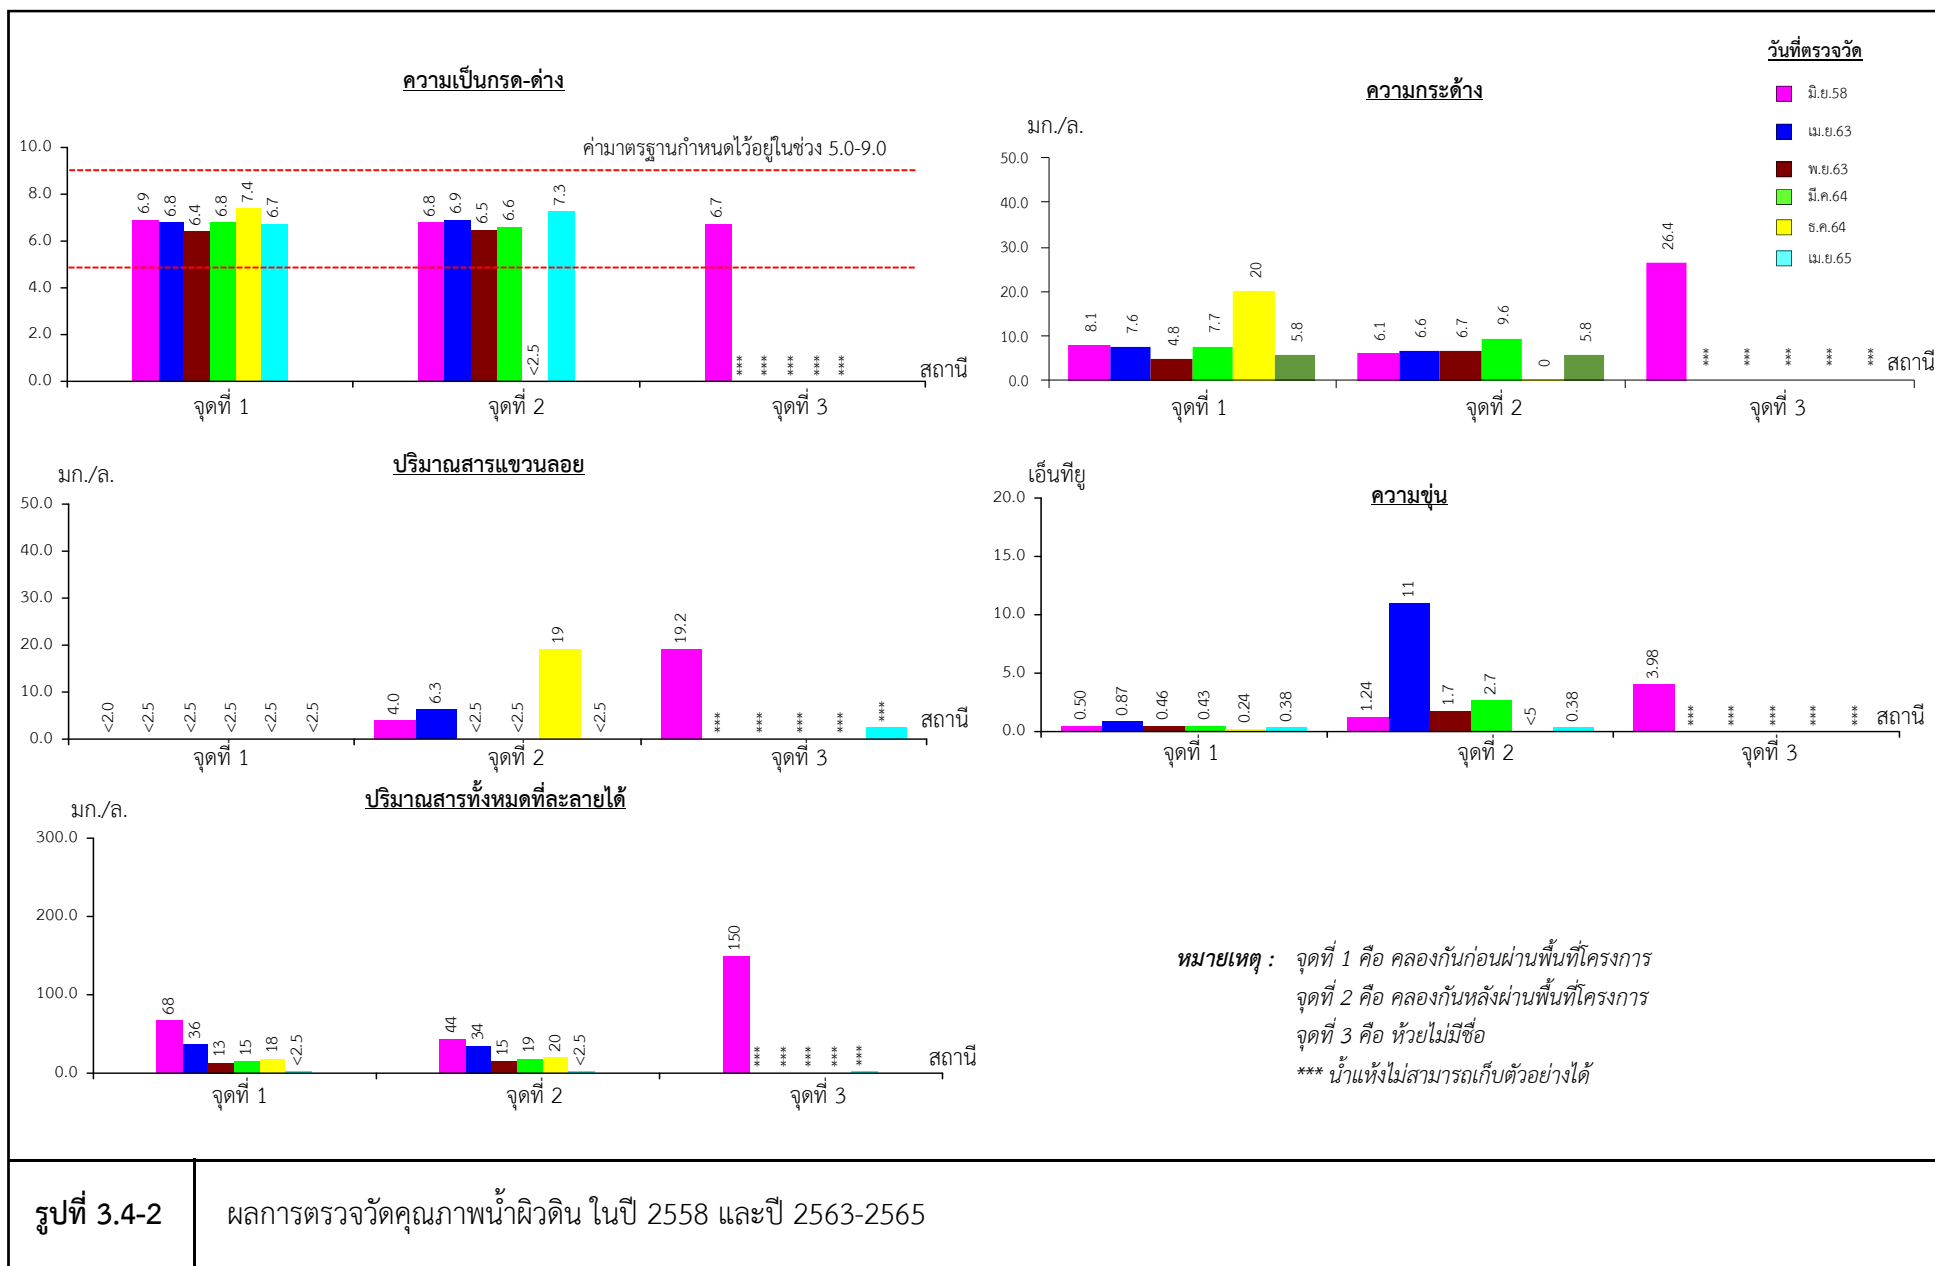 วันที่ตรวจวัด
มิ.ย.58
เม.ย.63
พ.ย.63
มี.ค.64
ธ.ค.64
เม.ย.65
ความเป็นกรด-ด่าง
ค่ามาตรฐานกำหนดไว้อยู่ในช่วง 5.0-9.0
10.0
8.0
6.0
4.0
2.0
0.0
6.9 6.8 6.4 6.8 7.4 6.7
6.8 6.9 6.5 6.6 <2.5 7.3
6.7 *** *** *** *** ***
สถานี
จุดที่ 1 จุดที่ 2 จุดที่ 3
ความกระด้าง
มก./ล.
50.0
40.0
30.0
20.0
10.0
0.0
8.1 7.6 4.8 7.7 20 5.8
6.1 6.6 6.7 9.6 0 5.8
26.4 *** *** *** *** ***
สถานี
จุดที่ 1 จุดที่ 2 จุดที่ 3
ปริมาณสารแขวนลอย
มก./ล.
50.0
40.0
30.0
20.0
10.0
0.0
<2.0 <2.5 <2.5 <2.5 <2.5 <2.5
4.0 6.3 <2.5 <2.5 19 <2.5
19.2 *** *** *** *** ***
สถานี
จุดที่ 1 จุดที่ 2 จุดที่ 3
ความขุ่น
เอ็นทียู
20.0
15.0
10.0
5.0
0.0
0.50 0.87 0.46 0.43 0.24 0.38
1.24 11 1.7 2.7 <5 0.38
3.98 *** *** *** *** ***
สถานี
จุดที่ 1 จุดที่ 2 จุดที่ 3
ปริมาณสารทั้งหมดที่ละลายได้
มก./ล.
300.0
200.0
100.0
0.0
68 36 13 15 18 <2.5
44 34 15 19 20 <2.5
150 *** *** *** *** ***
สถานี
จุดที่ 1 จุดที่ 2 จุดที่ 3
หมายเหตุ : จุดที่ 1 คือ คลองกันก่อนผ่านพื้นที่โครงการ
จุดที่ 2 คือ คลองกันหลังผ่านพื้นที่โครงการ
จุดที่ 3 คือ ห้วยไม่มีชื่อ
*** น้ำแห้งไม่สามารถเก็บตัวอย่างได้
รูปที่ 3.4-2 ผลการตรวจวัดคุณภาพน้ำผิวดิน ในปี 2558 และปี 2563-2565